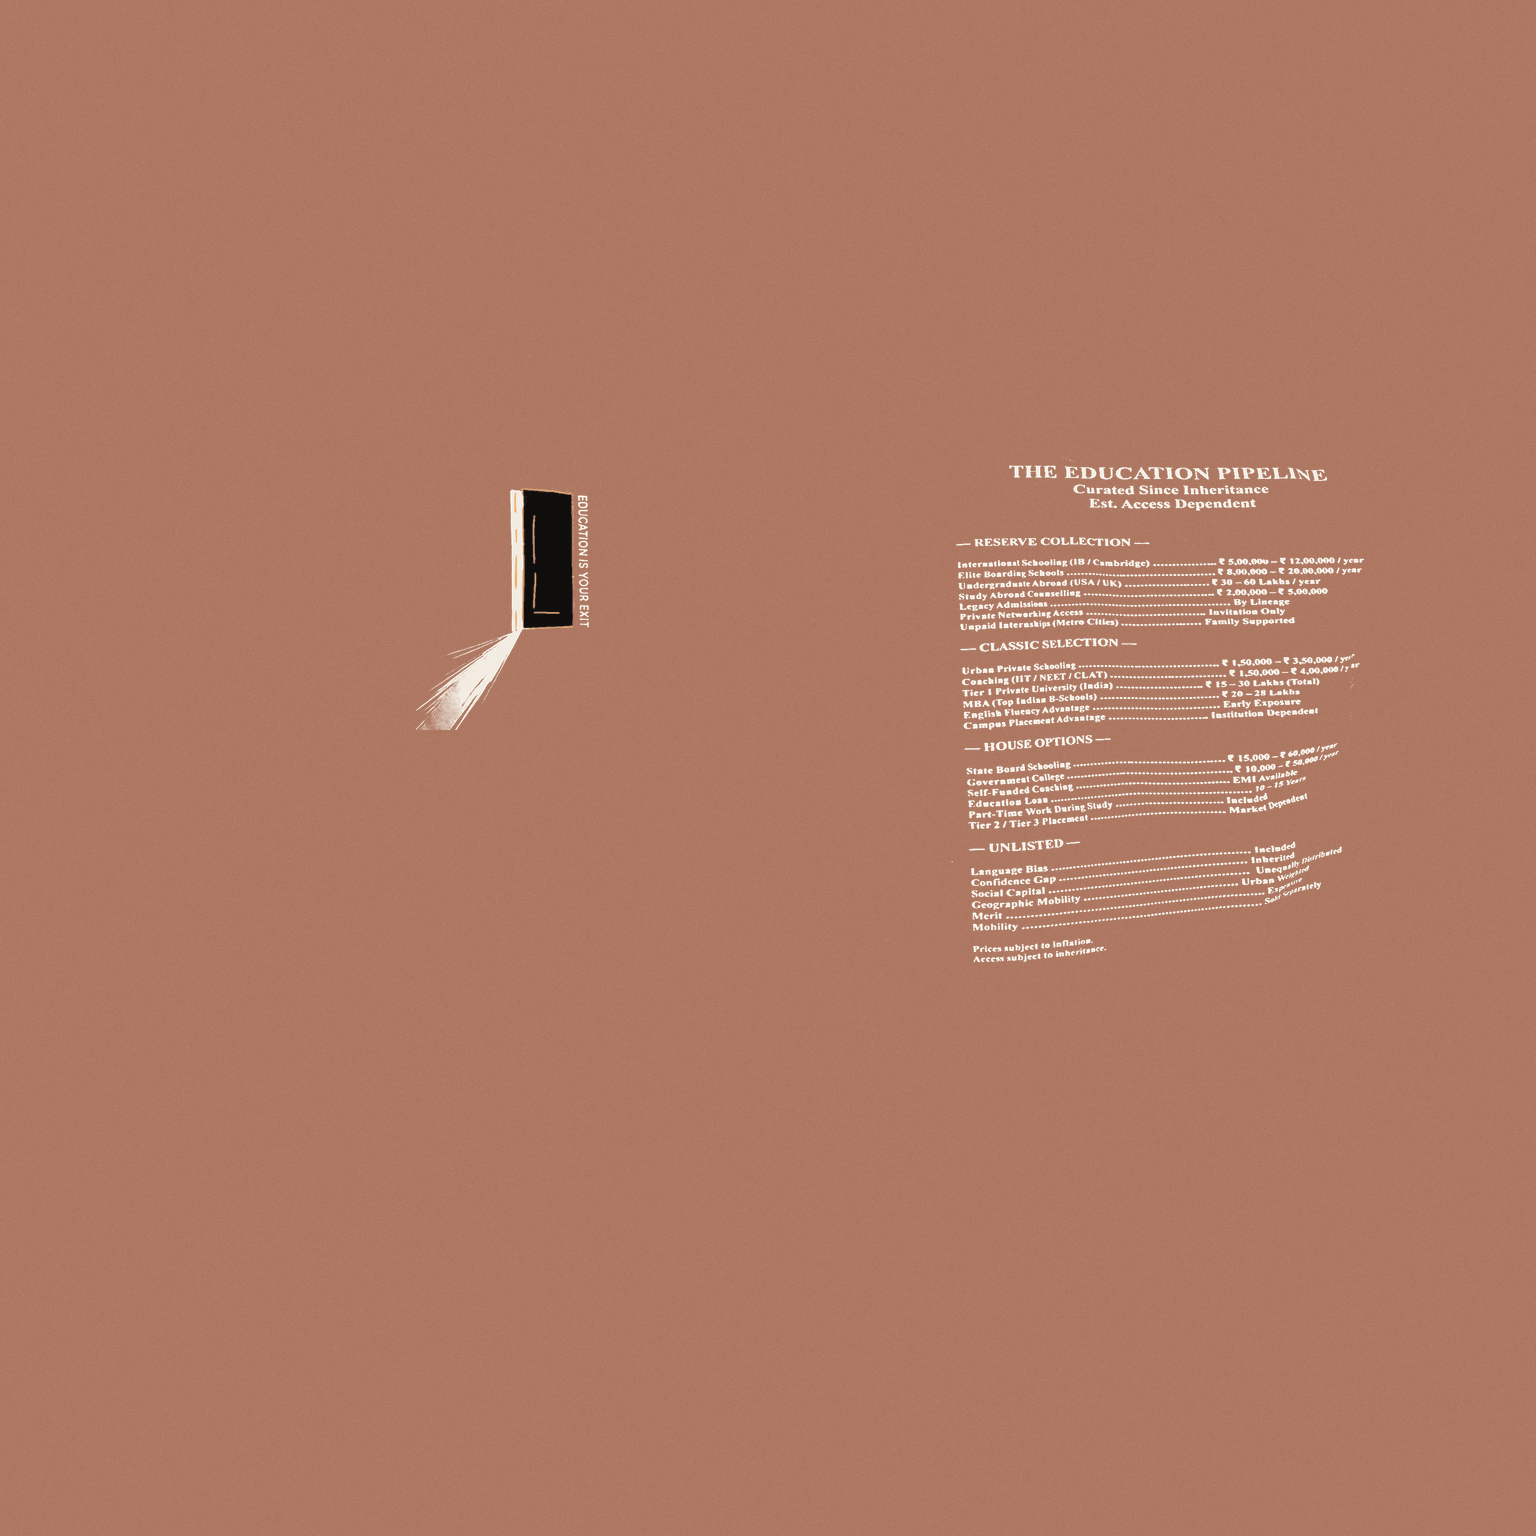 EDUCATION IS YOUR EXIT
THE EDUCATION PIPELINE
Curated Since Inheritance
Est. Access Dependent
— RESERVE COLLECTION —
International Schooling (IB / Cambridge) ........................ ₹ 5,00,000 – ₹ 12,00,000 / year
Elite Boarding Schools ........................ ₹ 8,00,000 – ₹ 20,00,000 / year
Undergraduate Abroad (USA / UK) ........................ ₹ 30 – 60 Lakhs / year
Study Abroad Counselling ........................ ₹ 2,00,000 – ₹ 5,00,000
Legacy Admissions ........................ By Lineage
Private Networking Access ........................ Invitation Only
Unpaid Internships (Metro Cities) ........................ Family Supported
— CLASSIC SELECTION —
Urban Private Schooling ........................ ₹ 1,50,000 – ₹ 3,50,000 / year
Coaching (IIT / NEET / CLAT) ........................ ₹ 1,50,000 – ₹ 4,00,000 / year
Tier 1 Private University (India) ........................ ₹ 15 – 30 Lakhs (Total)
MBA (Top Indian B-Schools) ........................ ₹ 20 – 28 Lakhs
English Fluency Advantage ........................ Early Exposure
Campus Placement Advantage ........................ Institution Dependent
— HOUSE OPTIONS —
State Board Schooling ........................ ₹ 15,000 – ₹ 60,000 / year
Government College ........................ ₹ 10,000 – ₹ 50,000 / year
Self-Funded Coaching ........................ EMI Available
Education Loan ........................ 10 – 15 Years
Part-Time Work During Study ........................ Included
Tier 2 / Tier 3 Placement ........................ Market Dependent
— UNLISTED —
Language Bias ........................ Included
Confidence Gap ........................ Inherited
Social Capital ........................ Unequally Distributed
Geographic Mobility ........................ Urban Weighted
Merit ........................ Expensive
Mobility ........................ Sold Separately
Prices subject to inflation.
Access subject to inheritance.